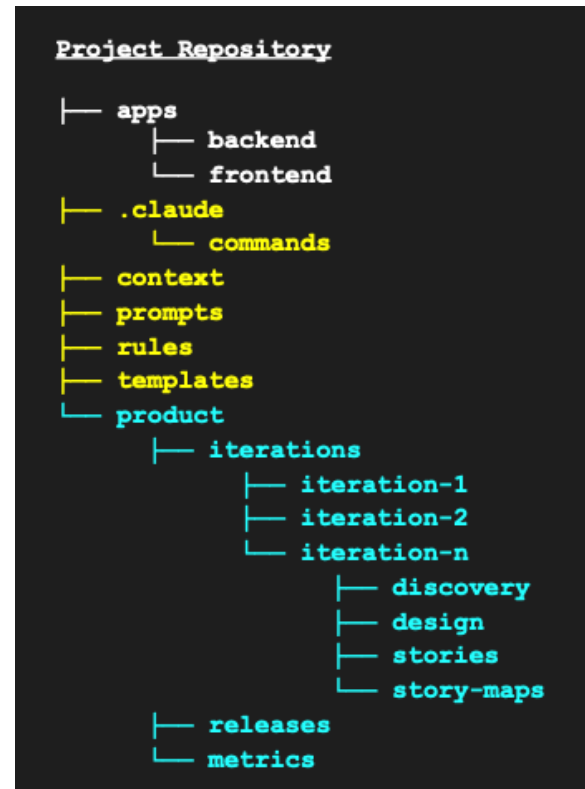 Project Repository
├── apps
    ├── backend
    └── frontend
├── .claude
    └── commands
├── context
├── prompts
├── rules
├── templates
└── product
    ├── iterations
        ├── iteration-1
        ├── iteration-2
        └── iteration-n
            ├── discovery
            ├── design
            ├── stories
            └── story-maps
    ├── releases
    └── metrics